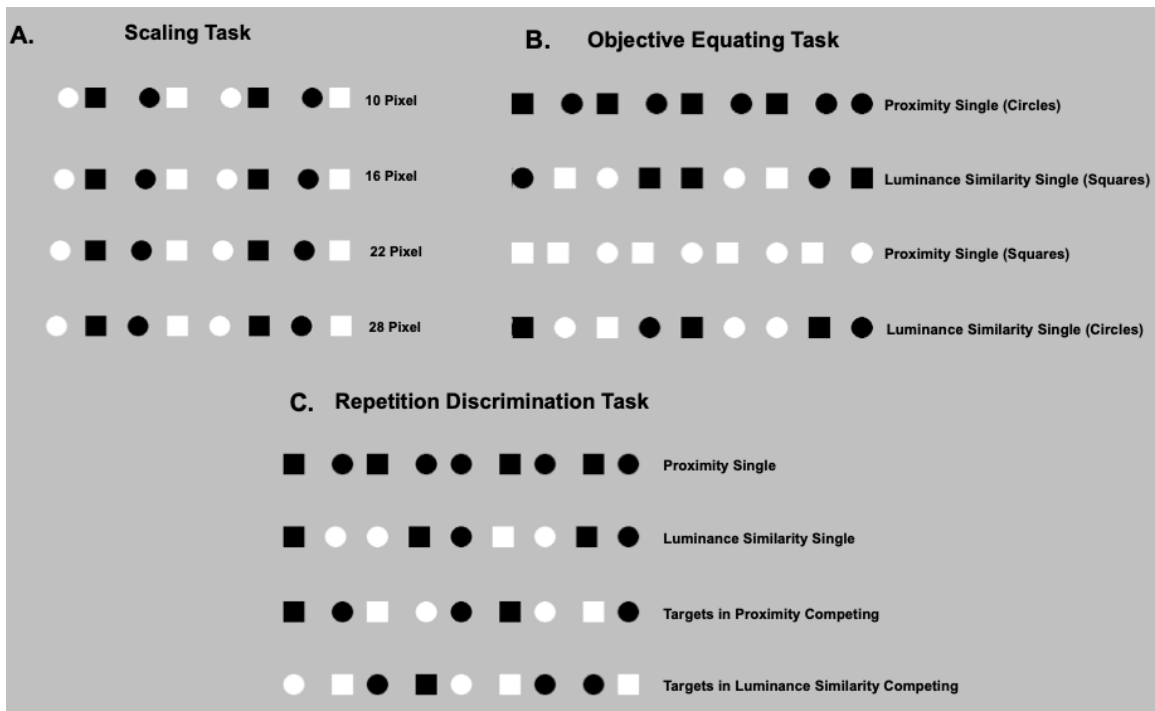 A. Scaling Task
10 Pixel
16 Pixel
22 Pixel
28 Pixel
B. Objective Equating Task
Proximity Single (Circles)
Luminance Similarity Single (Squares)
Proximity Single (Squares)
Luminance Similarity Single (Circles)
C. Repetition Discrimination Task
Proximity Single
Luminance Similarity Single
Targets in Proximity Competing
Targets in Luminance Similarity Competing